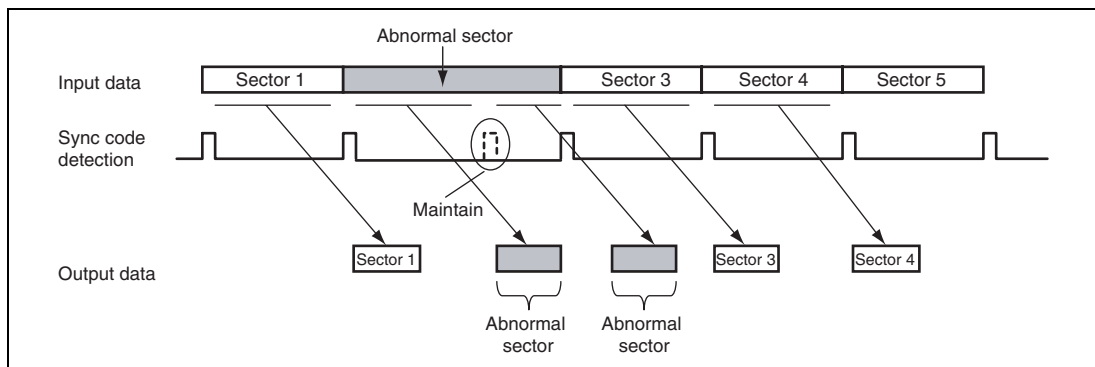 Abnormal sector
Input data
Sector 1
Sector 3
Sector 4
Sector 5
Sync code
detection
Maintain
Output data
Sector 1
Sector 3
Sector 4
Abnormal
sector
Abnormal
sector